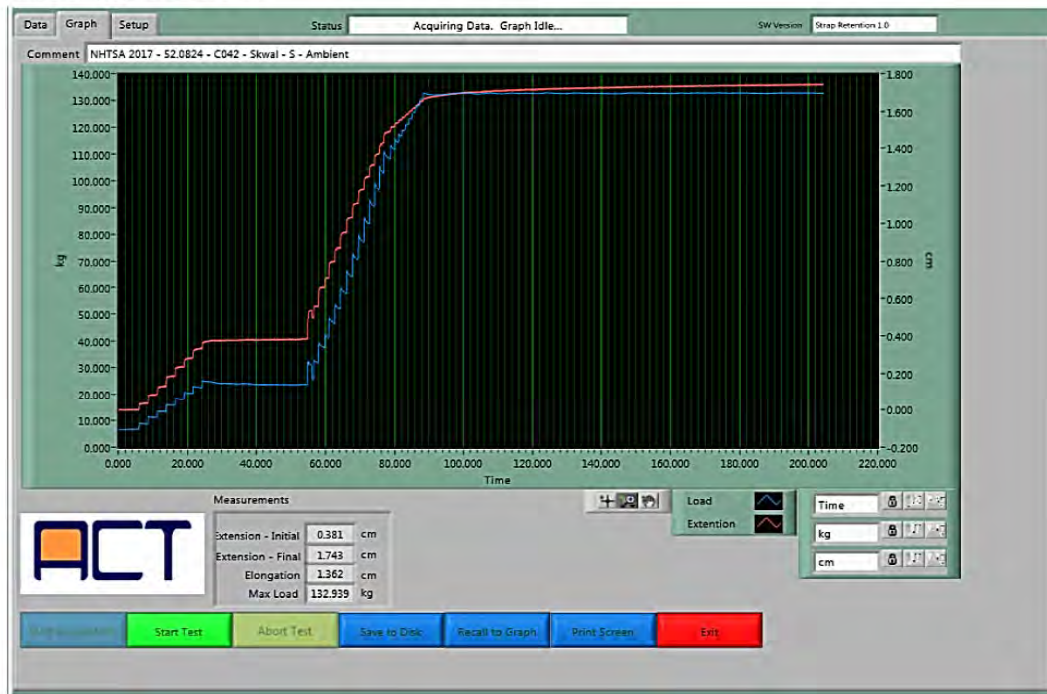 Data Graph Setup Status Acquiring Data. Graph Idle... SW Version Strap Retention 1.0
Comment NHTSA 2017 - 52.0824 - C042 - Skwal - S - Ambient
140.000 1.800
130.000
120.000 1.600
110.000 1.400
100.000
90.000 1.200
80.000 1.000
70.000
kg 0.800 cm
60.000
50.000 0.600
40.000 0.400
30.000
20.000 0.200
10.000 0.000
0.000 -0.200
0.000 20.000 40.000 60.000 80.000 100.000 120.000 140.000 160.000 180.000 200.000 220.000
Time
Measurements
Load
Extention
Time
kg
cm
ACT
Extension - Initial 0.381 cm
Extension - Final 1.743 cm
Elongation 1.362 cm
Max Load 132.939 kg
Start Test Abort Test Save to Disk Recall to Graph Print Screen Exit